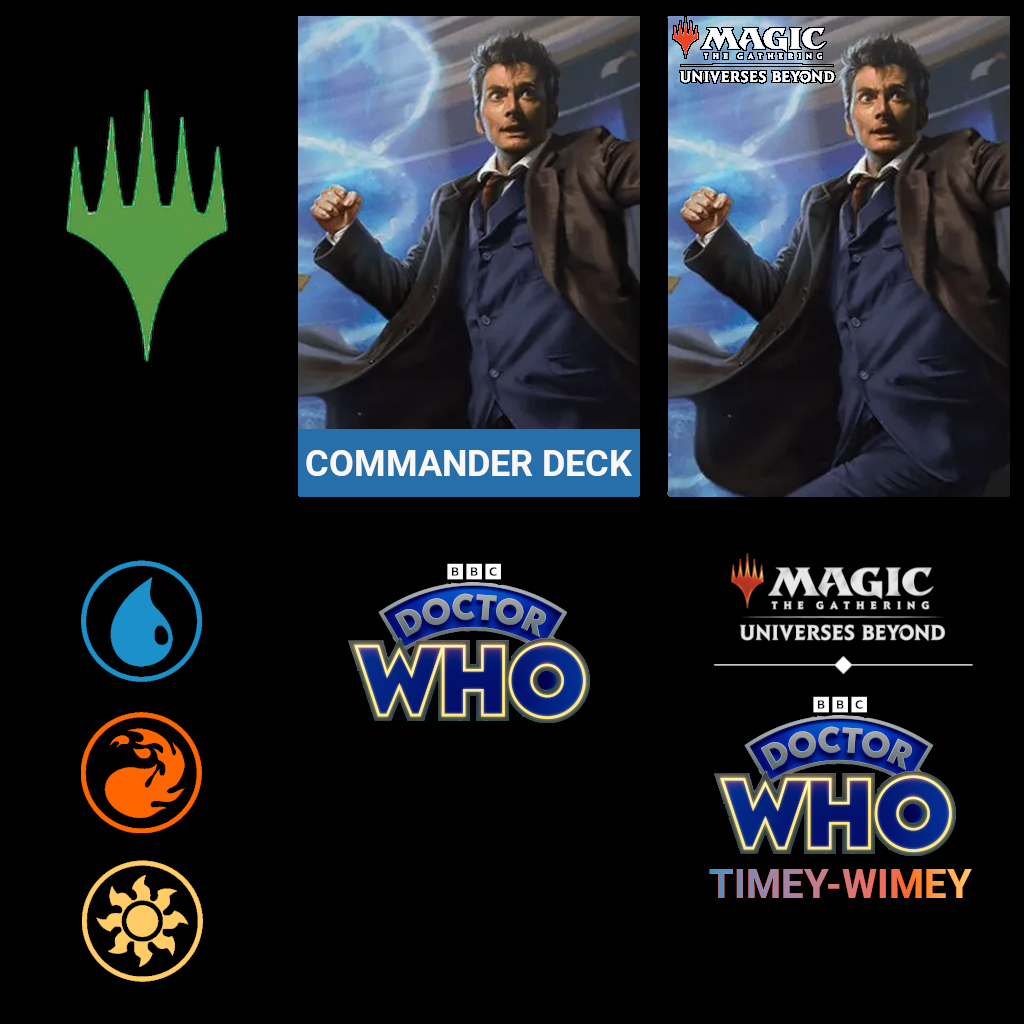 MAGIC
THE GATHERING
UNIVERSES BEYOND
COMMANDER DECK
BBC
DOCTOR
WHO
MAGIC
THE GATHERING
UNIVERSES BEYOND
BBC
DOCTOR
WHO
TIMEY-WIMEY